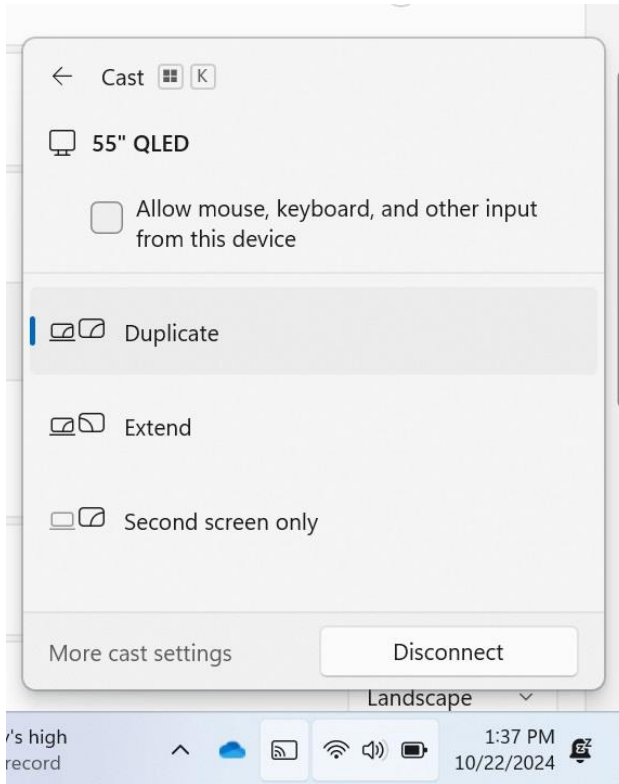 Cast K
55" QLED
Allow mouse, keyboard, and other input
from this device
Duplicate
Extend
Second screen only
More cast settings
Disconnect
Landscape
's high
record
1:37 PM
10/22/2024